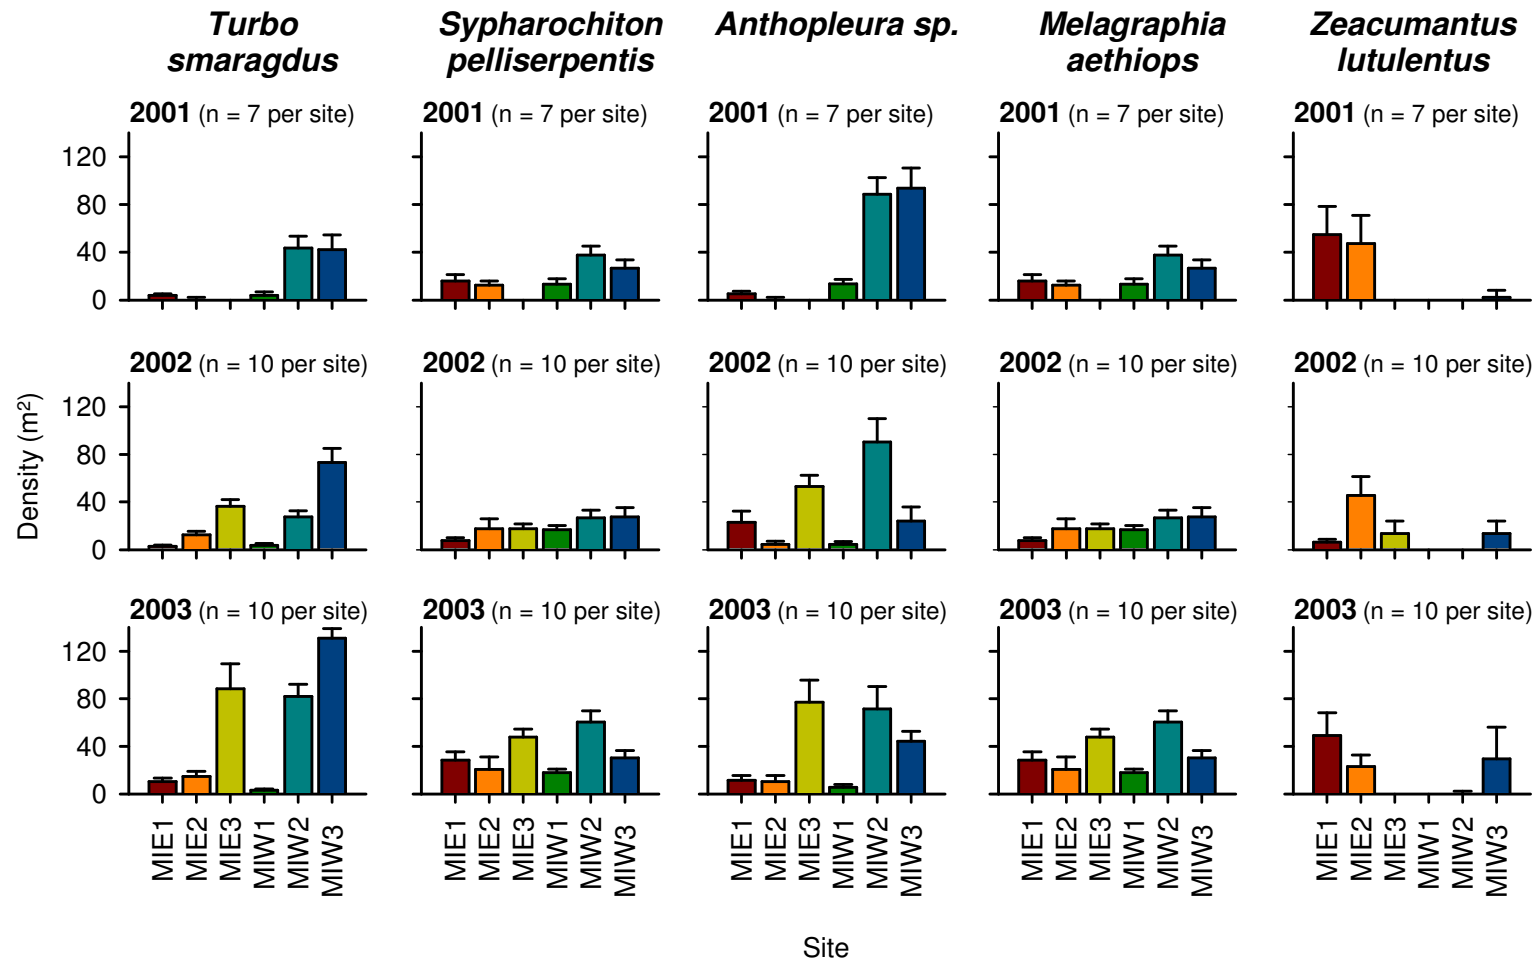 Turbo
smaragdus
Sypharochiton
pelliserpentis
Anthopleura sp.
Melagraphia
aethiops
Zeacumantus
lutulentus
2001 (n = 7 per site)
2001 (n = 7 per site)
2001 (n = 7 per site)
2001 (n = 7 per site)
2001 (n = 7 per site)
120
80
40
0
2002 (n = 10 per site)
2002 (n = 10 per site)
2002 (n = 10 per site)
2002 (n = 10 per site)
2002 (n = 10 per site)
Density (m²)
120
80
40
0
2003 (n = 10 per site)
2003 (n = 10 per site)
2003 (n = 10 per site)
2003 (n = 10 per site)
2003 (n = 10 per site)
120
80
40
0
MIE1
MIE2
MIE3
MIW1
MIW2
MIW3
MIE1
MIE2
MIE3
MIW1
MIW2
MIW3
MIE1
MIE2
MIE3
MIW1
MIW2
MIW3
MIE1
MIE2
MIE3
MIW1
MIW2
MIW3
MIE1
MIE2
MIE3
MIW1
MIW2
MIW3
Site